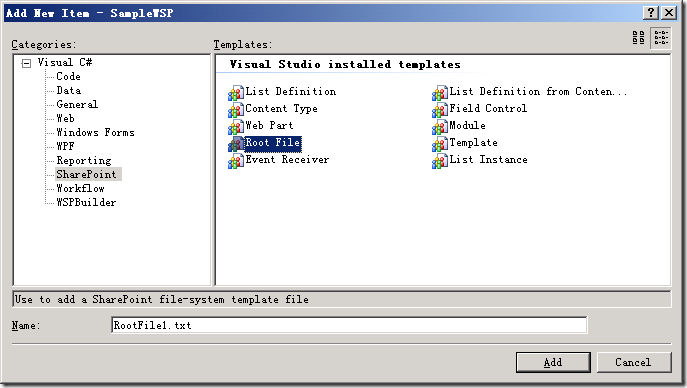 Add New Item - SampleWSP
Categories:
Templates:
Visual C#
Code
Data
General
Web
Windows Forms
WPF
Reporting
SharePoint
Workflow
WSPBuilder
Visual Studio installed templates
List Definition
Content Type
Web Part
Root File
Event Receiver
List Definition from Conten...
Field Control
Module
Template
List Instance
Use to add a SharePoint file-system template file
Name:
RootFile1.txt
Add
Cancel